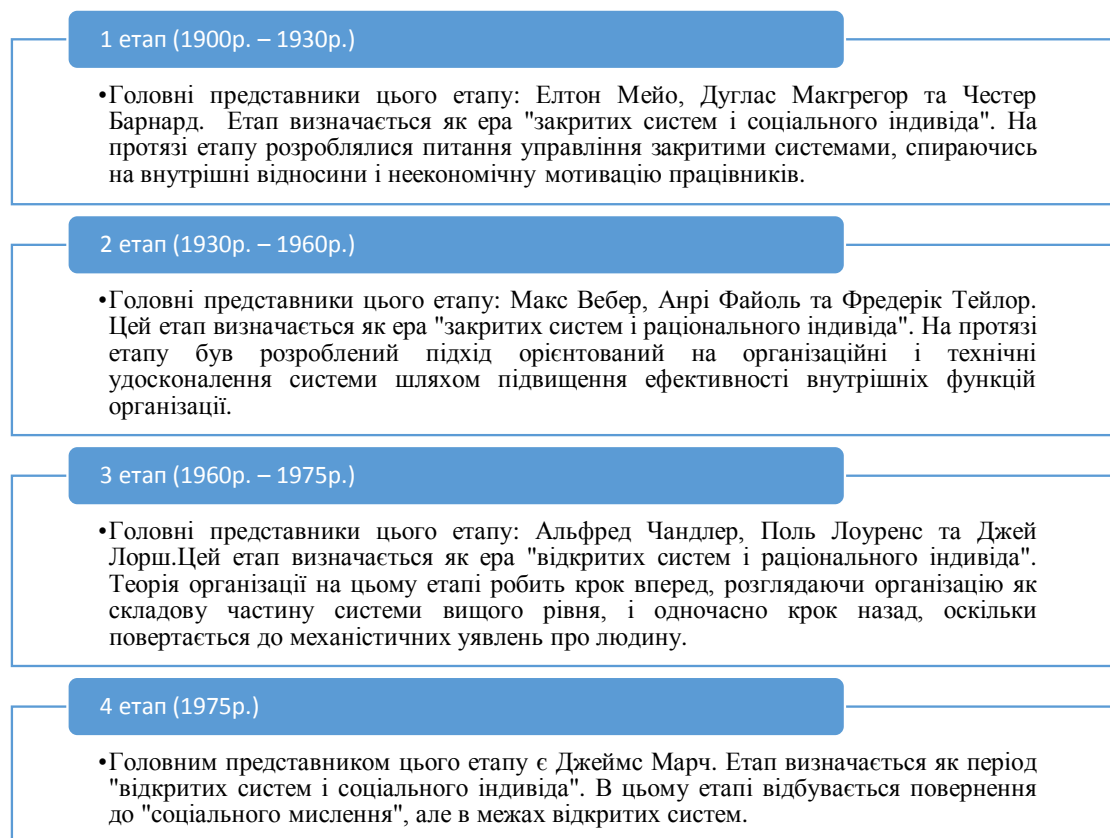 1 етап (1900р. – 1930р.)
•Головні представники цього етапу: Елтон Мейо, Дуглас Макгрегор та Честер
Барнард. Етап визначається як ера "закритих систем і соціального індивіда". На
протязі етапу розроблялися питання управління закритими системами, спираючись
на внутрішні відносини і неекономічну мотивацію працівників.
2 етап (1930р. – 1960р.)
•Головні представники цього етапу: Макс Вебер, Анрі Файоль та Фредерік Тейлор.
Цей етап визначається як ера "закритих систем і раціонального індивіда". На протязі
етапу був розроблений підхід орієнтований на організаційні і технічні
удосконалення системи шляхом підвищення ефективності внутрішніх функцій
організації.
3 етап (1960р. – 1975р.)
•Головні представники цього етапу: Альфред Чандлер, Поль Лоуренс та Джей
Лорш.Цей етап визначається як ера "відкритих систем і раціонального індивіда".
Теорія організації на цьому етапі робить крок вперед, розглядаючи організацію як
складову частину системи вищого рівня, і одночасно крок назад, оскільки
повертається до механістичних уявлень про людину.
4 етап (1975р.)
•Головним представником цього етапу є Джеймс Марч. Етап визначається як період
"відкритих систем і соціального індивіда". В цьому етапі відбувається повернення
до "соціального мислення", але в межах відкритих систем.